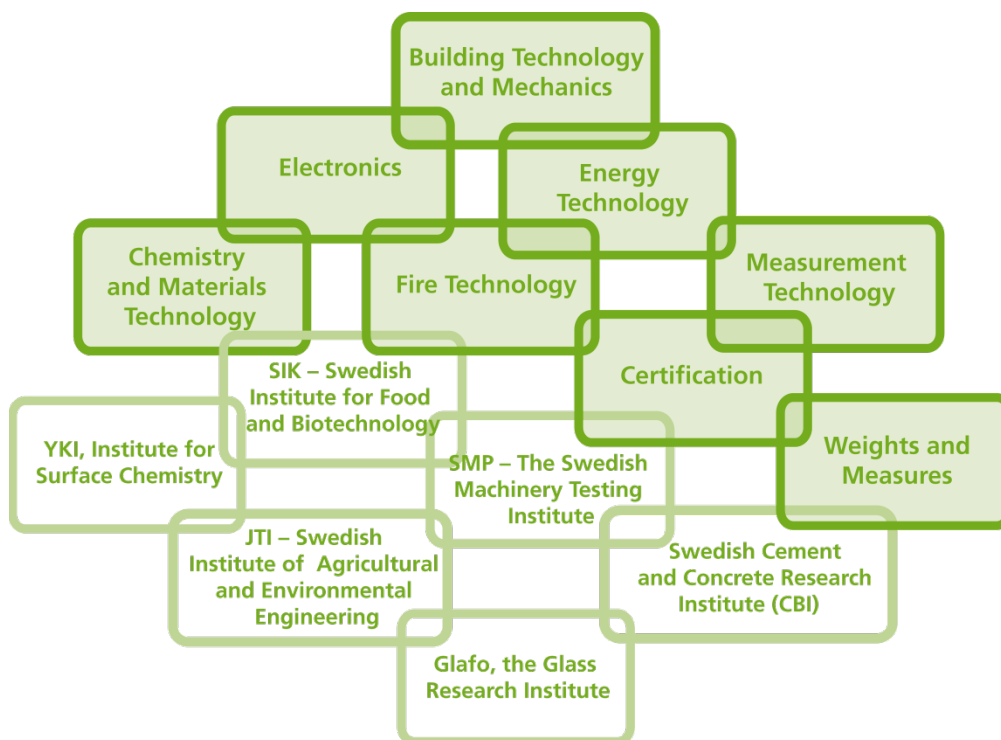 Building Technology
and Mechanics
Electronics
Energy
Technology
Chemistry
and Materials
Technology
Fire Technology
Measurement
Technology
SIK – Swedish
Institute for Food
and Biotechnology
Certification
YKI, Institute for
Surface Chemistry
SMP – The Swedish
Machinery Testing
Institute
Weights and
Measures
JTI – Swedish
Institute of Agricultural
and Environmental
Engineering
Swedish Cement
and Concrete Research
Institute (CBI)
Glafo, the Glass
Research Institute